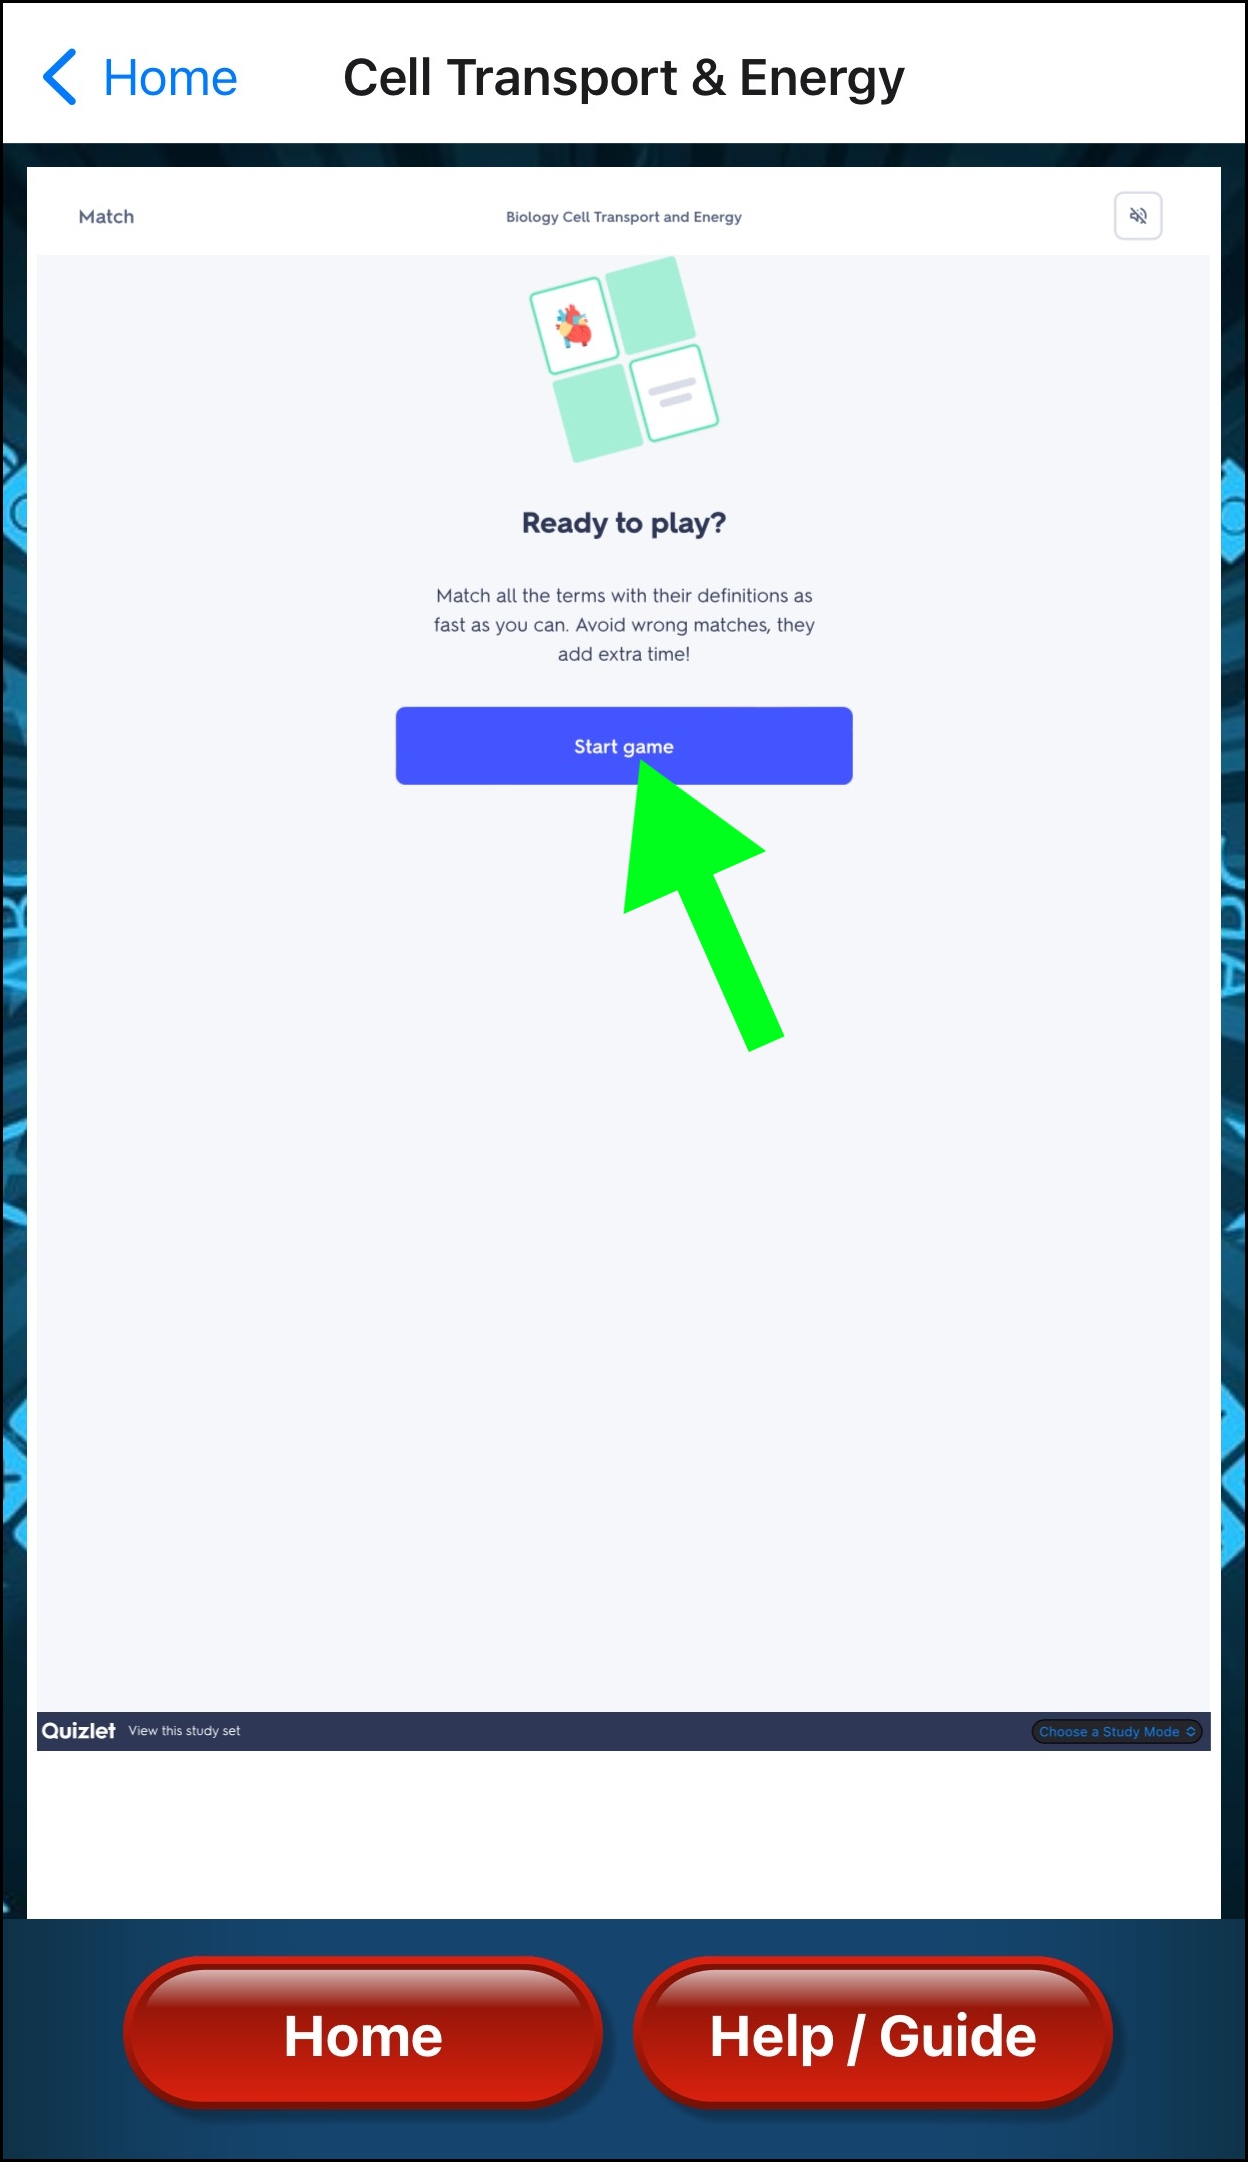 Home
Cell Transport & Energy
Match
Biology Cell Transport and Energy
Ready to play?
Match all the terms with their definitions as
fast as you can. Avoid wrong matches, they
add extra time!
Start game
Quizlet View this study set
Choose a Study Mode
Home
Help / Guide